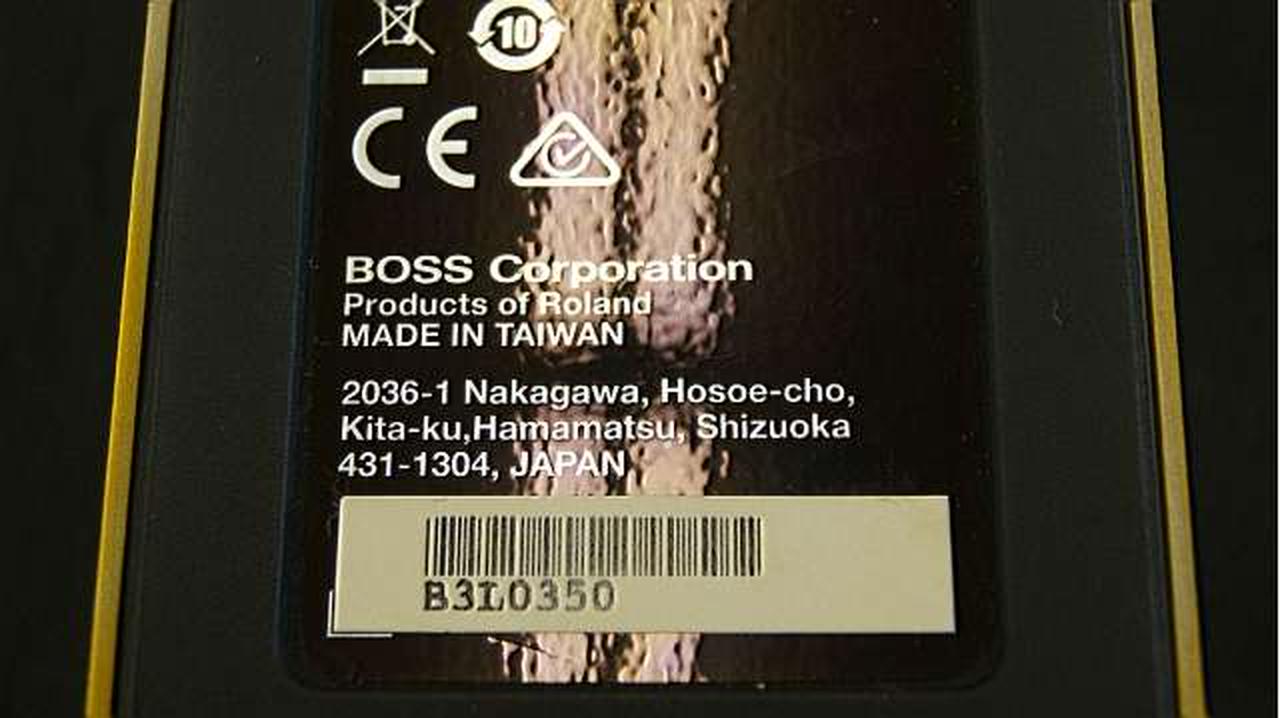 10
CE
BOSS Corporation
Products of Roland
MADE IN TAIWAN
2036-1 Nakagawa, Hosoe-cho,
Kita-ku,Hamamatsu, Shizuoka
431-1304, JAPAN
B3L0350